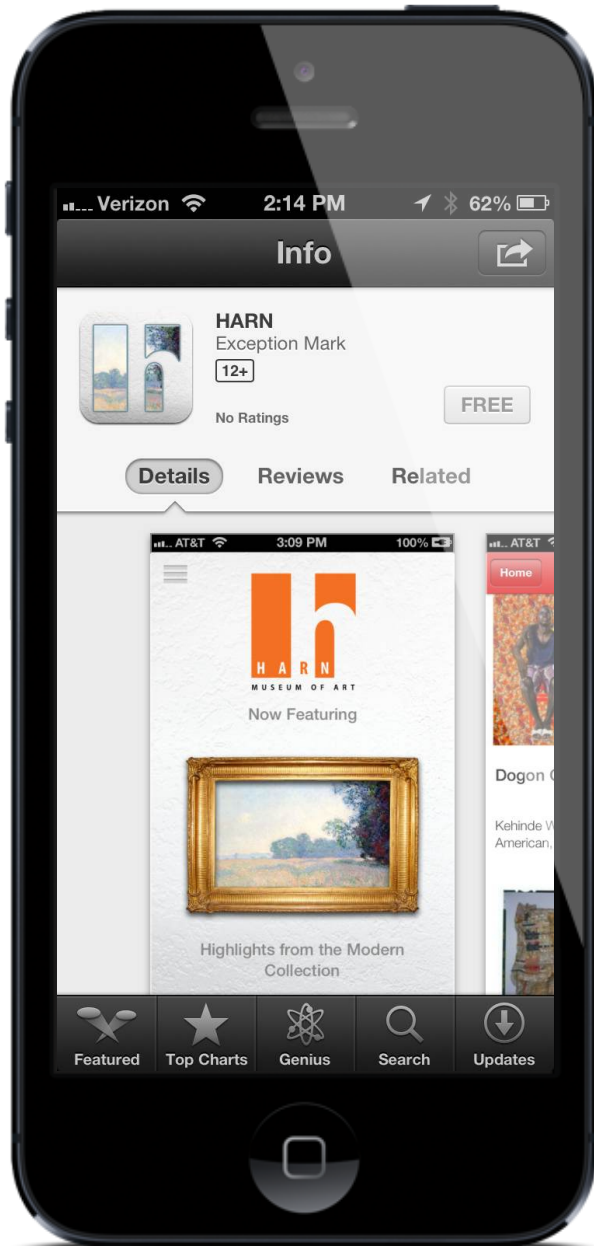 Verizon 2:14 PM 62%
Info
HARN
Exception Mark
12+
No Ratings
FREE
Details Reviews Related
AT&T 3:09 PM 100%
HARN
MUSEUM OF ART
Now Featuring
Highlights from the Modern
Collection
AT&T
Home
Dogon
Kehinde W
American,
Featured Top Charts Genius Search Updates